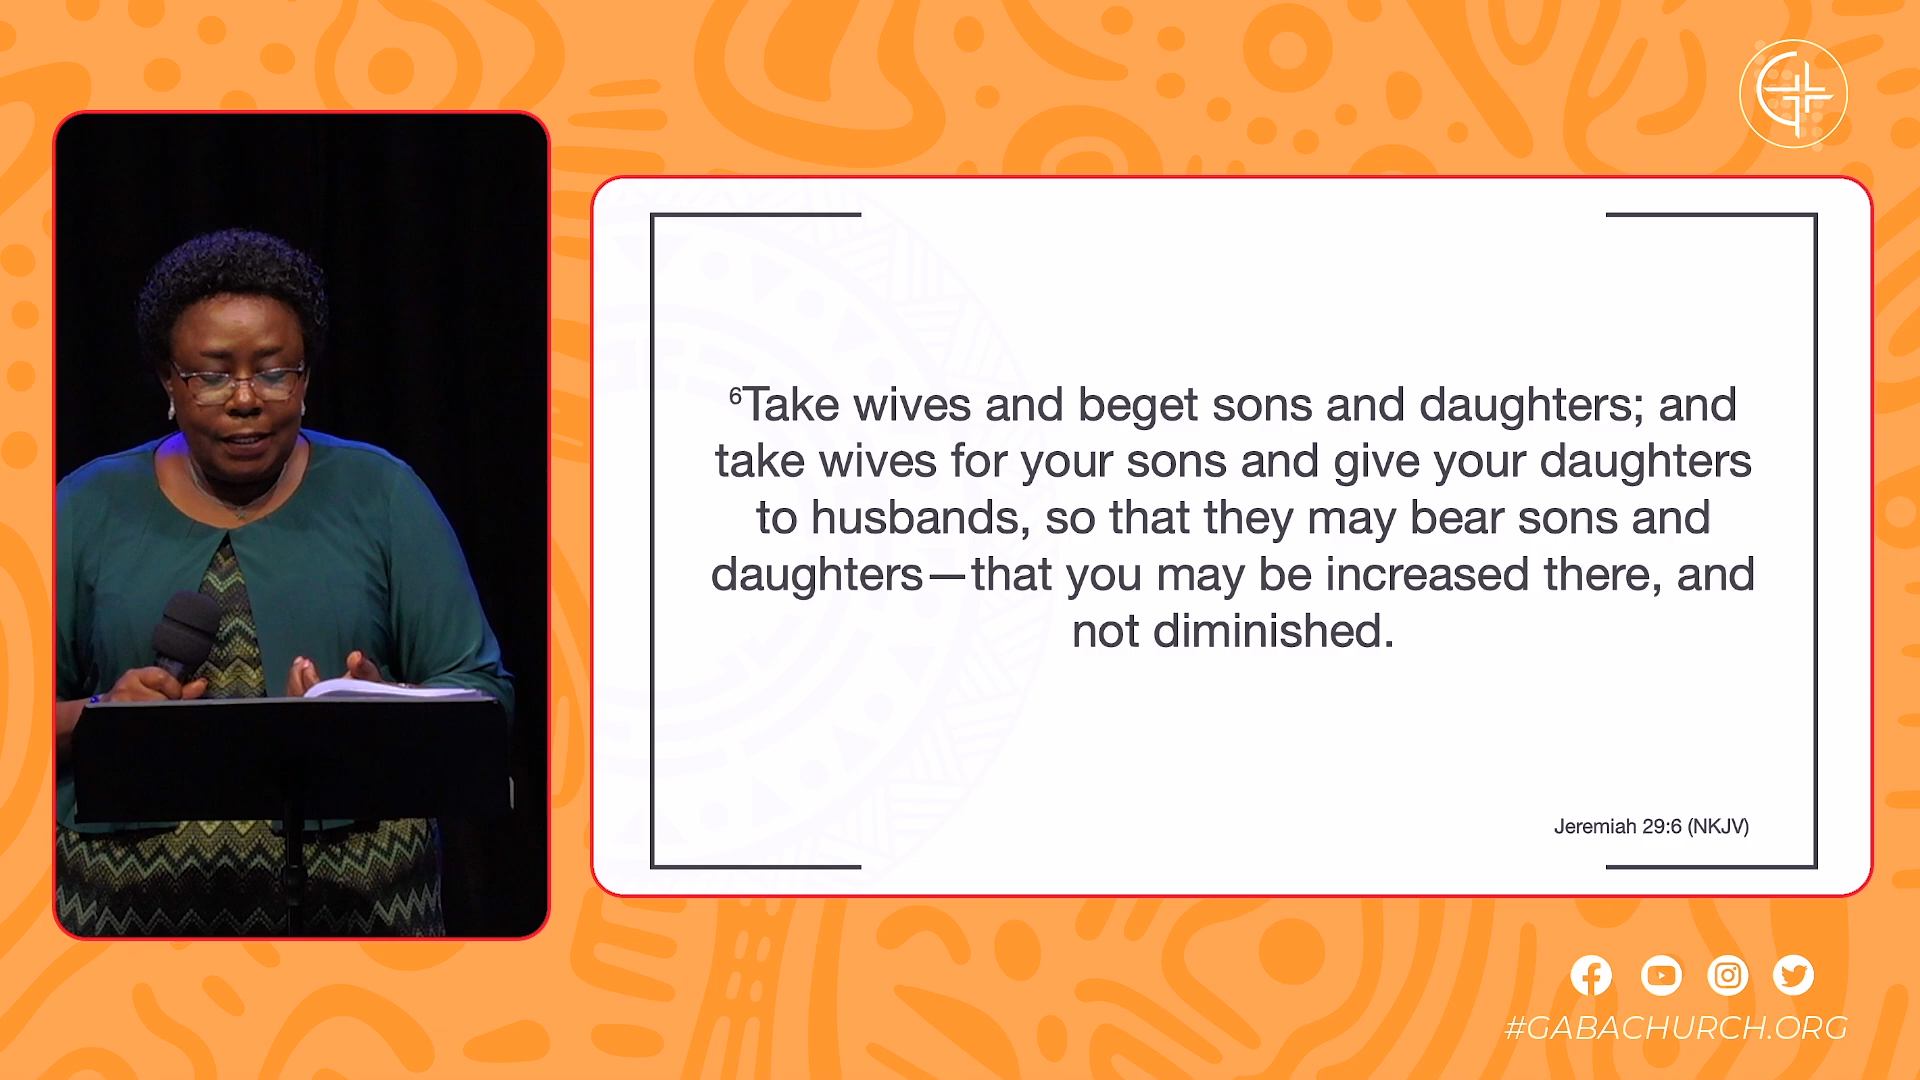 ⁶Take wives and beget sons and daughters; and
take wives for your sons and give your daughters
to husbands, so that they may bear sons and
daughters—that you may be increased there, and
not diminished.
Jeremiah 29:6 (NKJV)
#GABACHURCH.ORG